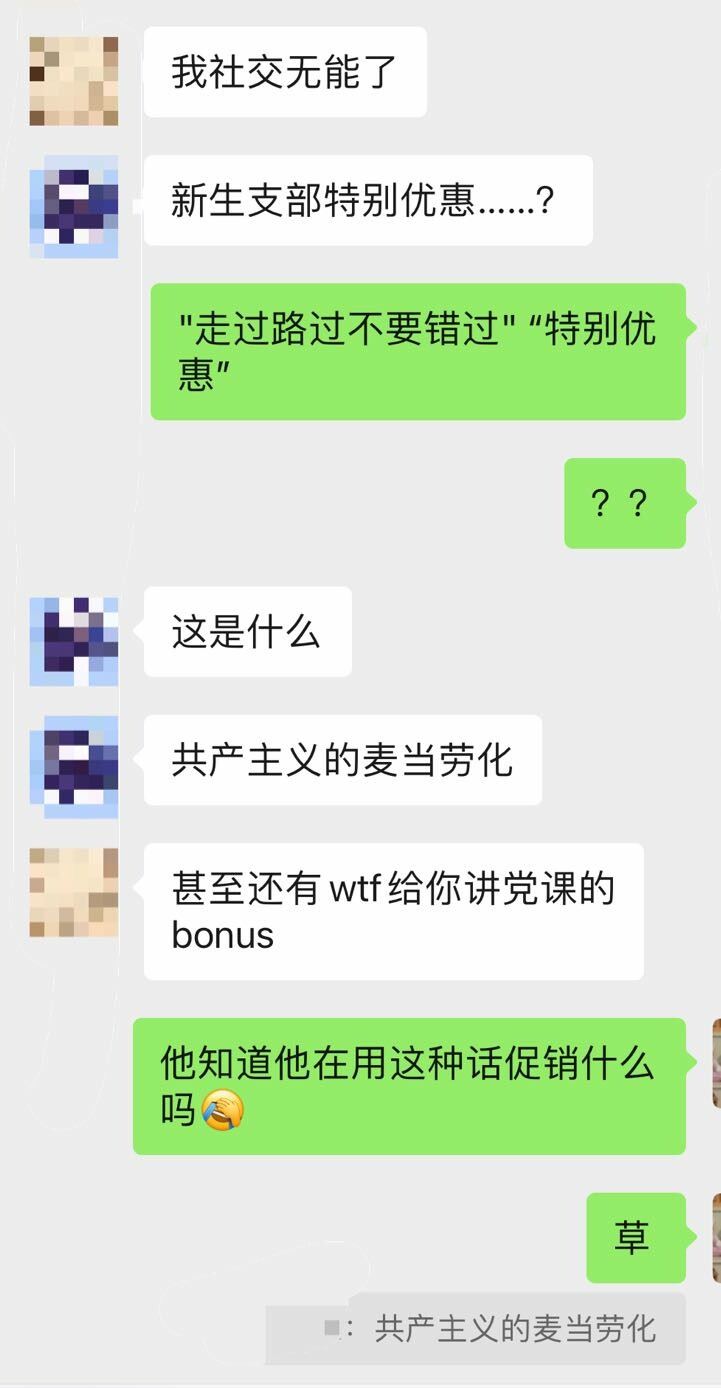 我社交无能了
新生支部特别优惠……?
"走过路过不要错过" “特别优
惠”
？？
这是什么
共产主义的麦当劳化
甚至还有wtf给你讲党课的
bonus
他知道他在用这种话促销什么
吗🤣
草
：共产主义的麦当劳化